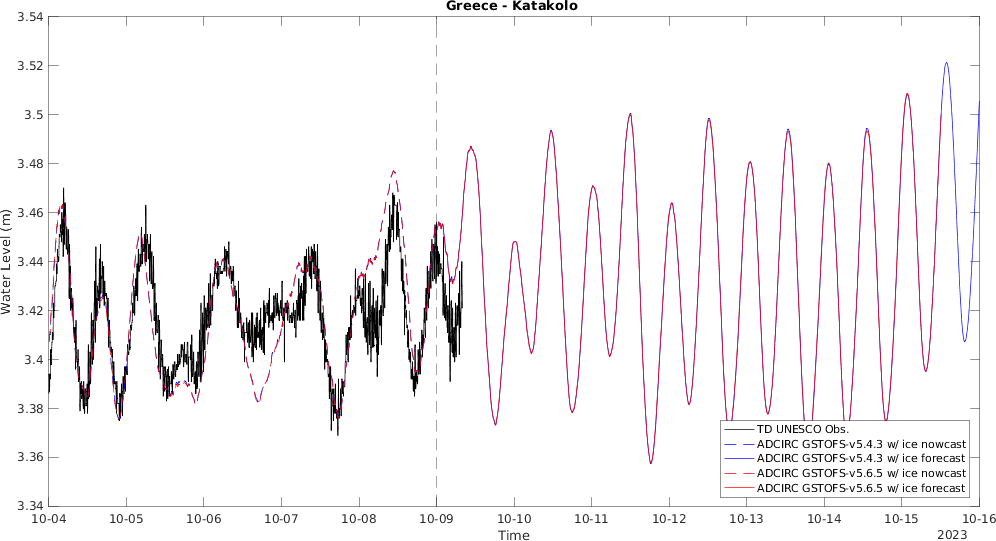 Greece - Katakolo
3.54
3.52
3.5
3.48
3.46
3.44
3.42
3.4
3.38
3.36
3.34
Water Level (m)
TD UNESCO Obs.
ADCIRC GSTOFS-v5.4.3 w/ ice nowcast
ADCIRC GSTOFS-v5.4.3 w/ ice forecast
ADCIRC GSTOFS-v5.6.5 w/ ice nowcast
ADCIRC GSTOFS-v5.6.5 w/ ice forecast
10-04 10-05 10-06 10-07 10-08 10-09 10-10 10-11 10-12 10-13 10-14 10-15 10-16
Time
2023